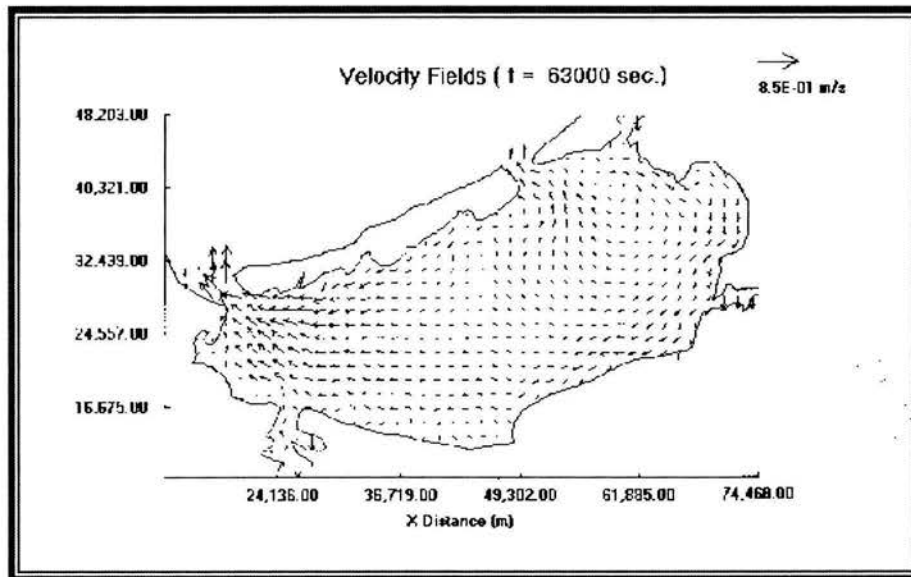 Velocity Fields ( t = 63000 sec.)
8.5E-01 m/s
48,203.00
40,321.00
32,439.00
24,557.00
16,675.00
24,136.00 36,719.00 49,302.00 61,885.00 74,468.00
X Distance (m)